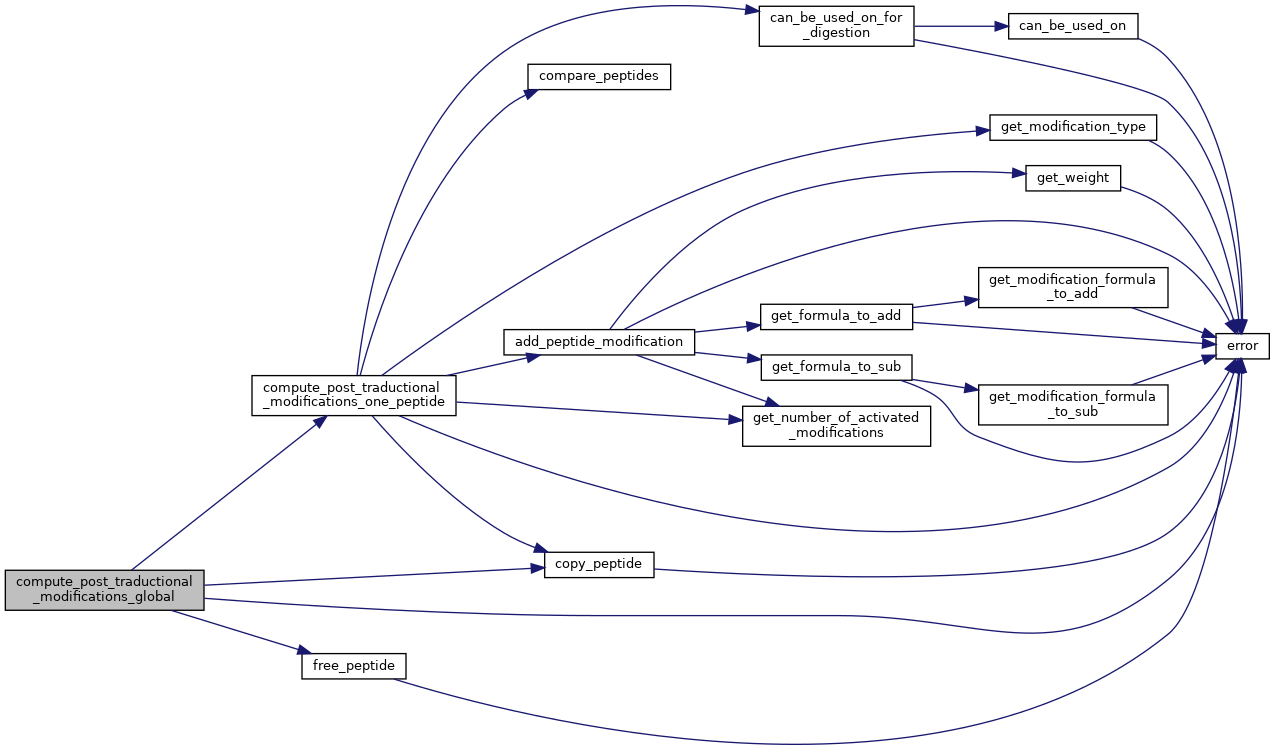 can_be_used_on_for
_digestion
can_be_used_on
compare_peptides
get_modification_type
get_weight
get_modification_formula
_to_add
get_formula_to_add
add_peptide_modification
error
get_formula_to_sub
compute_post_traductional
_modifications_one_peptide
get_modification_formula
_to_sub
get_number_of_activated
_modifications
copy_peptide
compute_post_traductional
_modifications_global
free_peptide